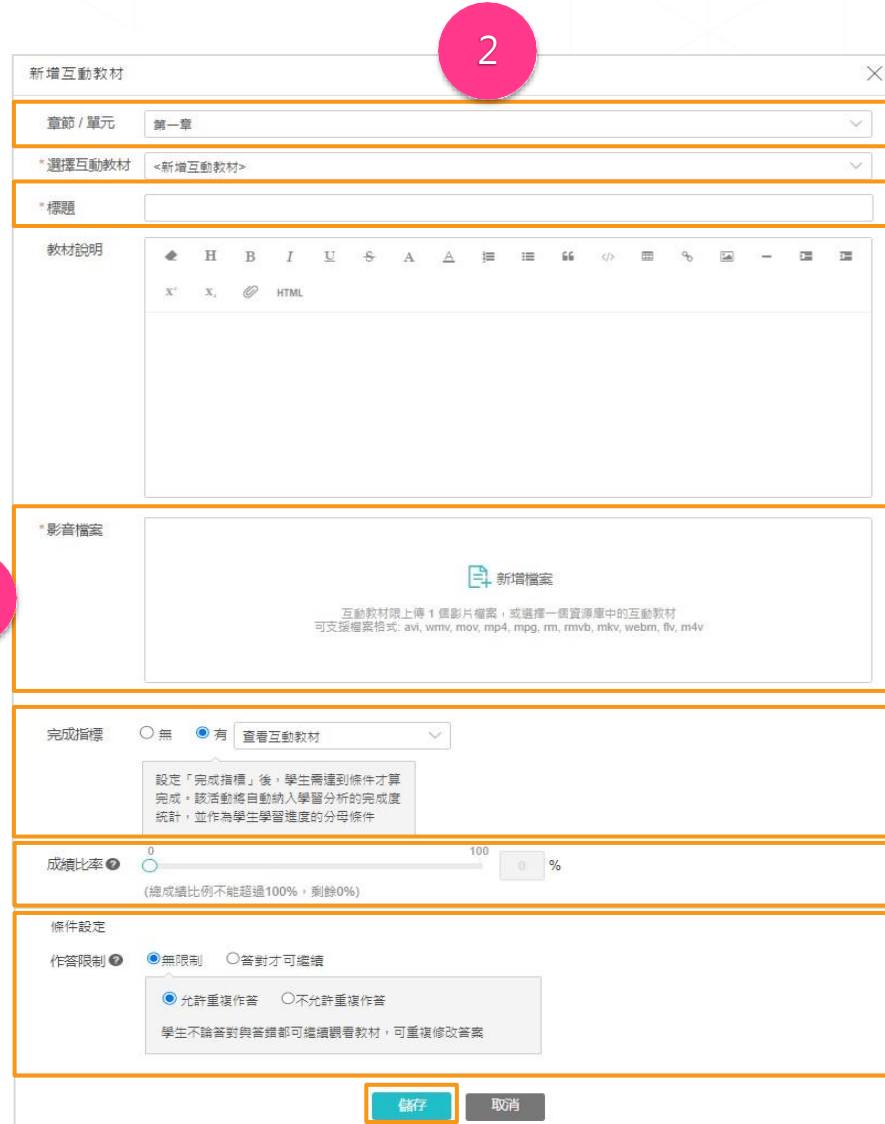 2
新增互動教材
章節 / 單元 第一章
*選擇互動教材 <新增互動教材>
*標題
教材說明
H B I U S A A
X² X₂ HTML
*影音檔案
新增檔案
互動教材限上傳 1 個影片檔案，或選擇一個資源庫中的互動教材
可支援檔案格式: avi, wmv, mov, mp4, mpg, rm, rmvb, mkv, webm, flv, m4v
完成指標 無 有 查看互動教材
設定「完成指標」後，學生需達到條件才算
完成。該活動將自動納入學習分析的完成度
統計，並作為學生學習進度的分母條件
成績比率 0 100 0 %
(總成績比例不能超過100%，剩餘0%)
條件設定
作答限制 無限制 答對才可繼續
允許重複作答 不允許重複作答
學生不論答對與答錯都可繼續觀看教材，可重複修改答案
儲存 取消